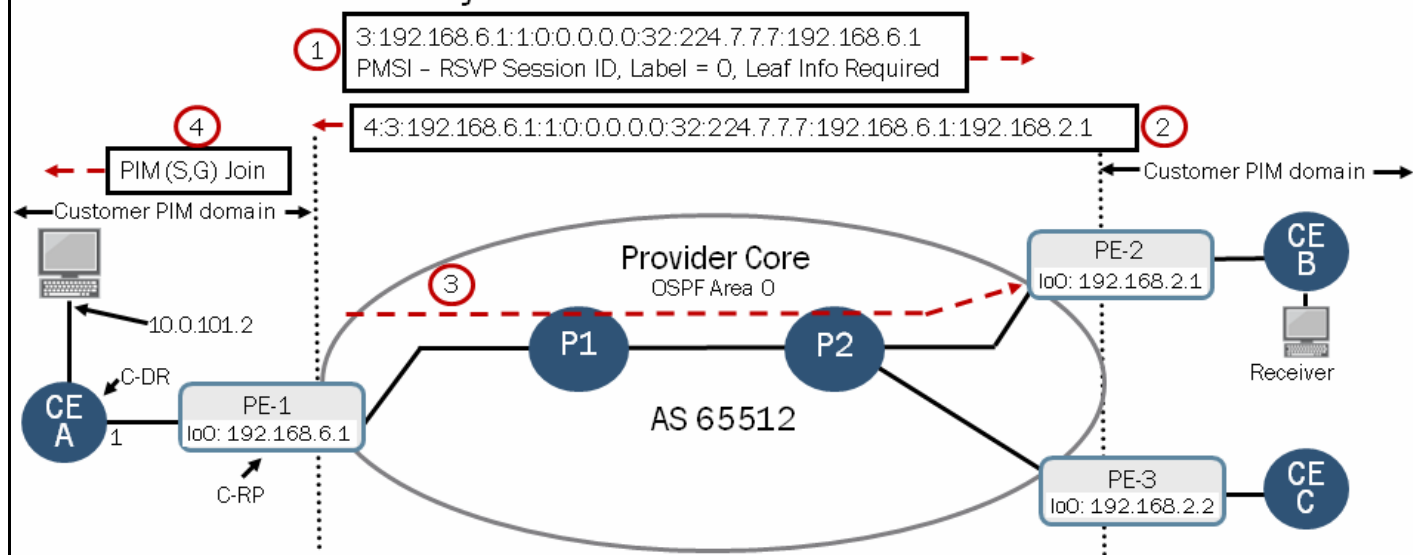 1
3:192.168.6.1:1:0:0.0.0.0:32:224.7.7.7:192.168.6.1
PMSI – RSVP Session ID, Label = 0, Leaf Info Required
4:3:192.168.6.1:1:0:0.0.0.0:32:224.7.7.7:192.168.6.1:192.168.2.1
2
4
PIM (S,G) Join
Customer PIM domain
Customer PIM domain
Provider Core
OSPF Area 0
3
PE-2
lo0: 192.168.2.1
CE
B
10.0.101.2
P1
P2
Receiver
C-DR
CE
A
1
PE-1
lo0: 192.168.6.1
AS 65512
C-RP
PE-3
lo0: 192.168.2.2
CE
C